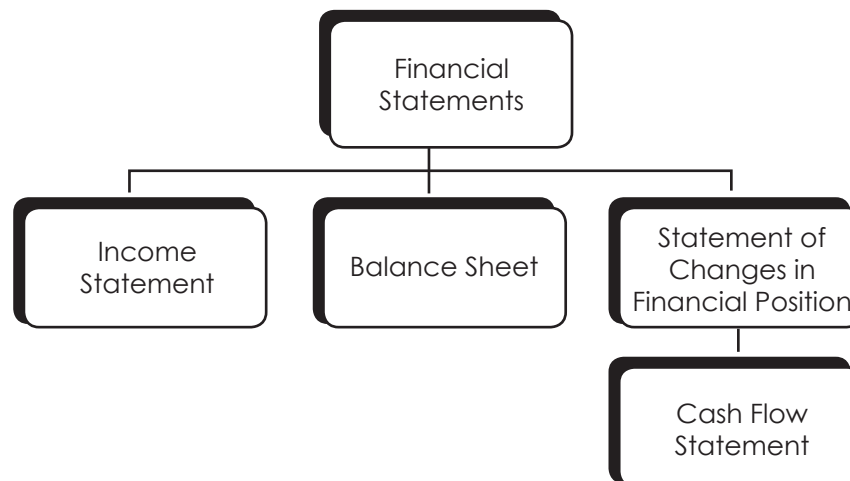 Financial
Statements
Income
Statement
Balance Sheet
Statement of
Changes in
Financial Position
Cash Flow
Statement